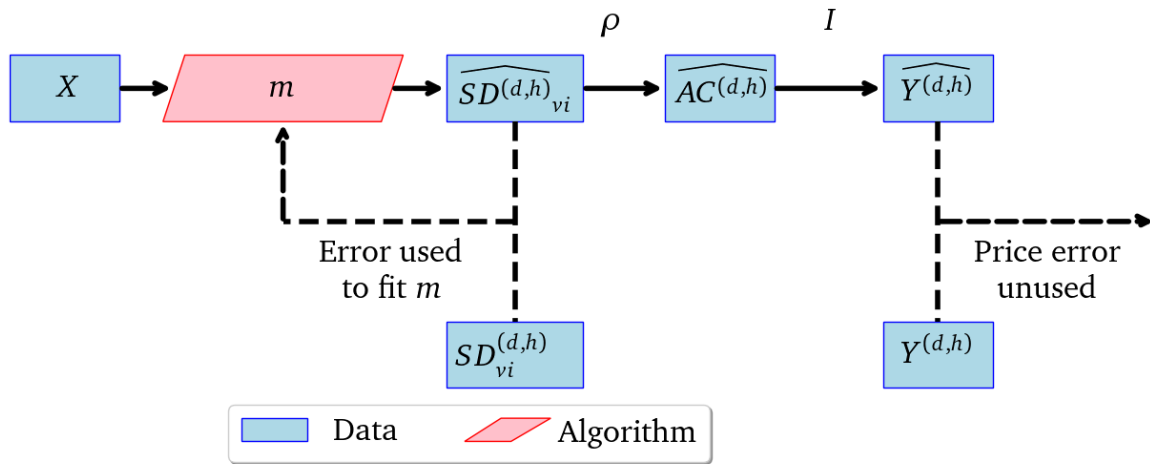 ρ I
X m \widehat{SD^{(d,h)}}_{vi} \widehat{AC^{(d,h)}} \widehat{Y^{(d,h)}}
Error used
to fit m
Price error
unused
SD_{vi}^{(d,h)} Y^{(d,h)}
Data Algorithm